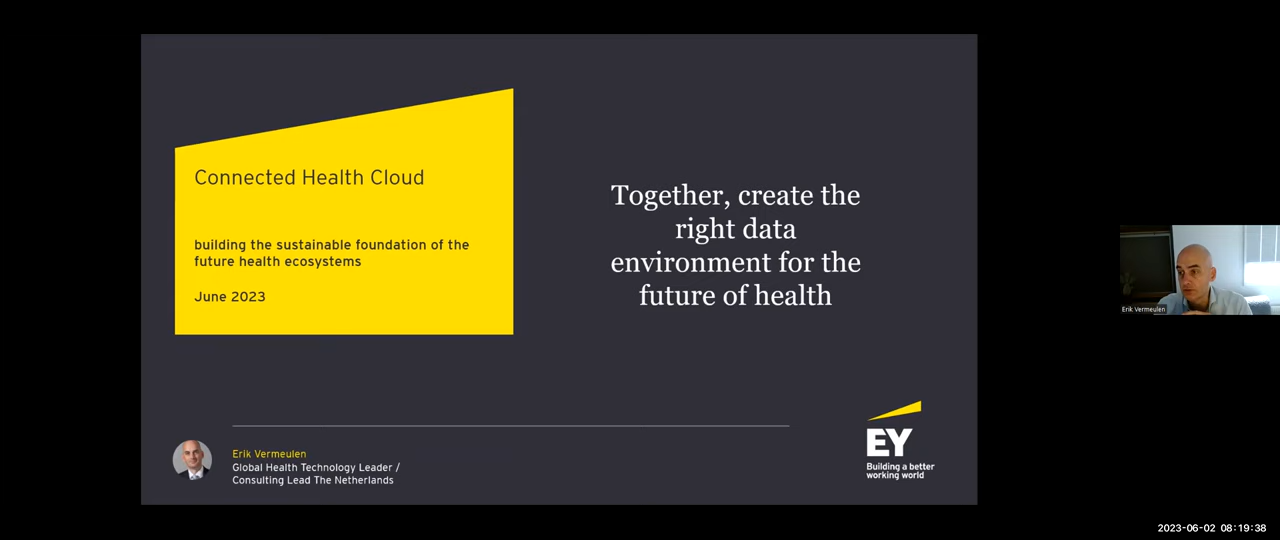 Connected Health Cloud
building the sustainable foundation of the
future health ecosystems
June 2023
Together, create the
right data
environment for the
future of health
Erik Vermeulen
Global Health Technology Leader /
Consulting Lead The Netherlands
EY
Building a better
working world
Erik Vermeulen
2023-06-02 08:19:38